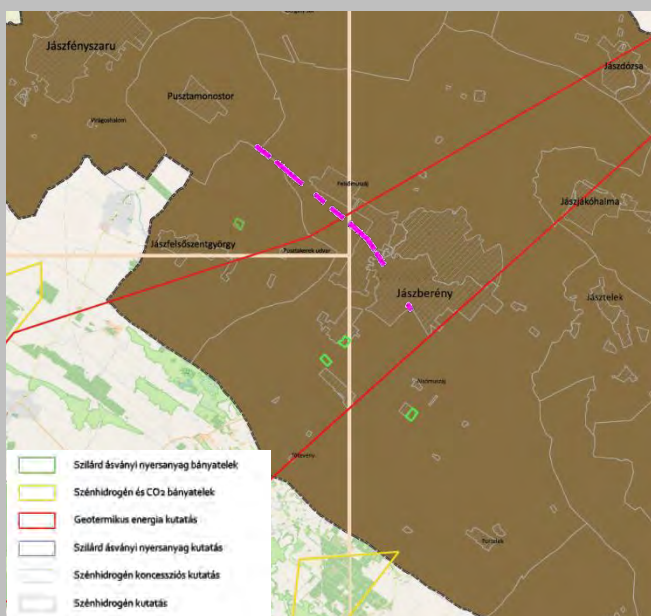 Jászfényszaru
Jászdózsa
Pusztamonostor
Jászjákóhalma
Jászfelsőszentgyörgy
Jászberény
Jásztelek
Szilárd ásványi nyersanyag bányatelek
Szénhidrogén és CO2 bányatelek
Geotermikus energia kutatás
Szilárd ásványi nyersanyag kutatás
Szénhidrogén koncessziós kutatás
Szénhidrogén kutatás